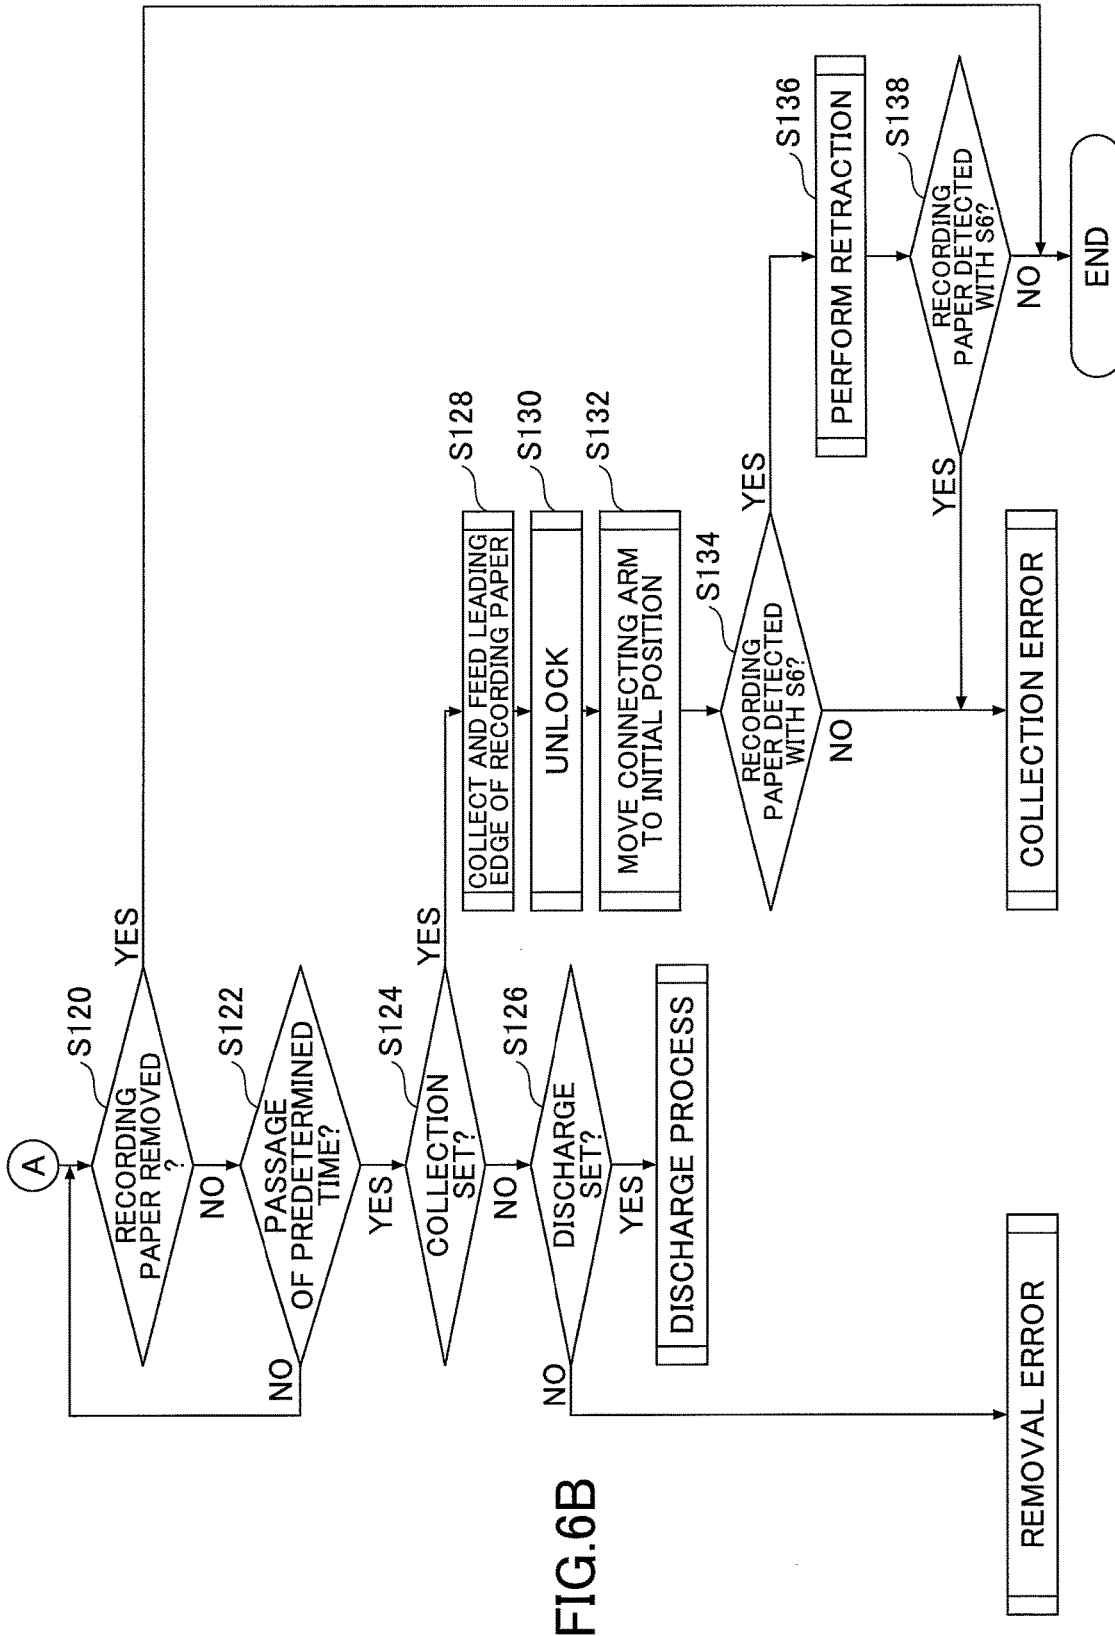 FIG.6B
A
RECORDING
PAPER REMOVED
?
S120
YES
NO
PASSAGE
OF PREDETERMINED
TIME?
S122
NO
YES
COLLECTION
SET?
S124
YES
NO
DISCHARGE
SET?
S126
NO
YES
DISCHARGE PROCESS
REMOVAL ERROR
COLLECT AND FEED LEADING
EDGE OF RECORDING PAPER
S128
UNLOCK
S130
MOVE CONNECTING ARM
TO INITIAL POSITION
S132
RECORDING
PAPER DETECTED
WITH S6?
S134
YES
NO
COLLECTION ERROR
PERFORM RETRACTION
S136
RECORDING
PAPER DETECTED
WITH S6?
S138
YES
NO
END